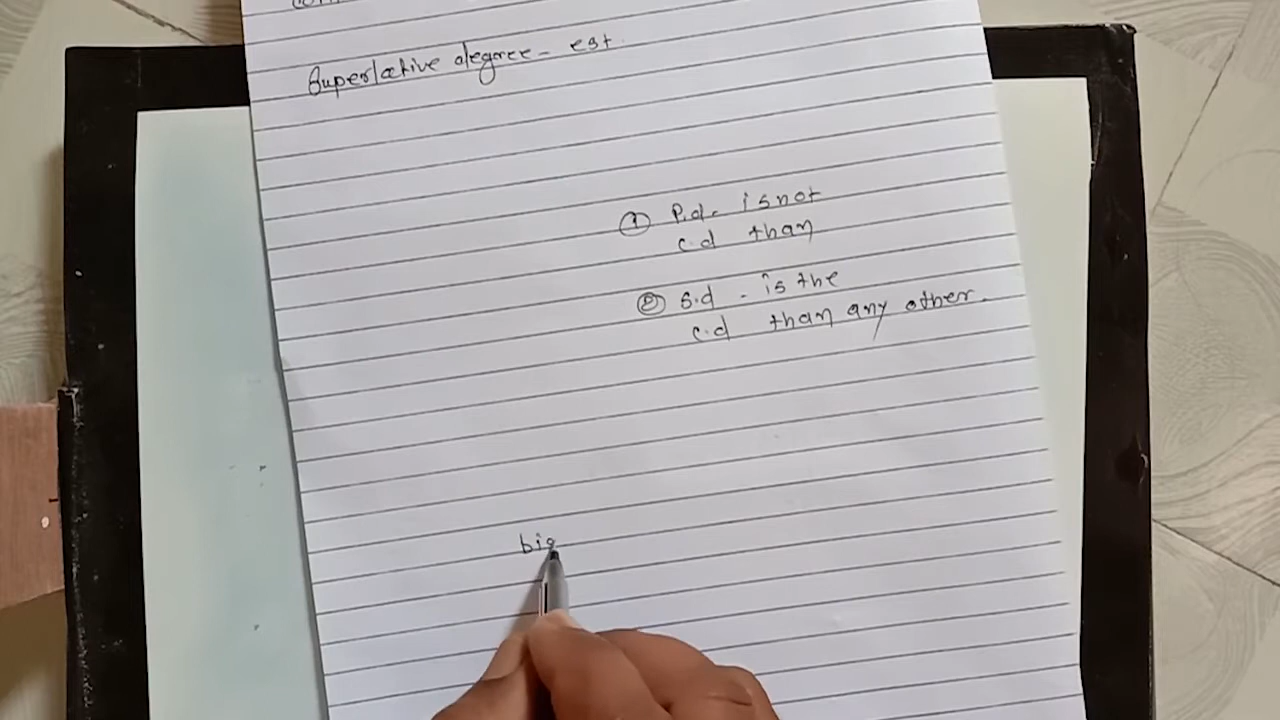 Superlative degree - est.
① P.d. is not
c.d than
② S.d - is the
c.d than any other.
big